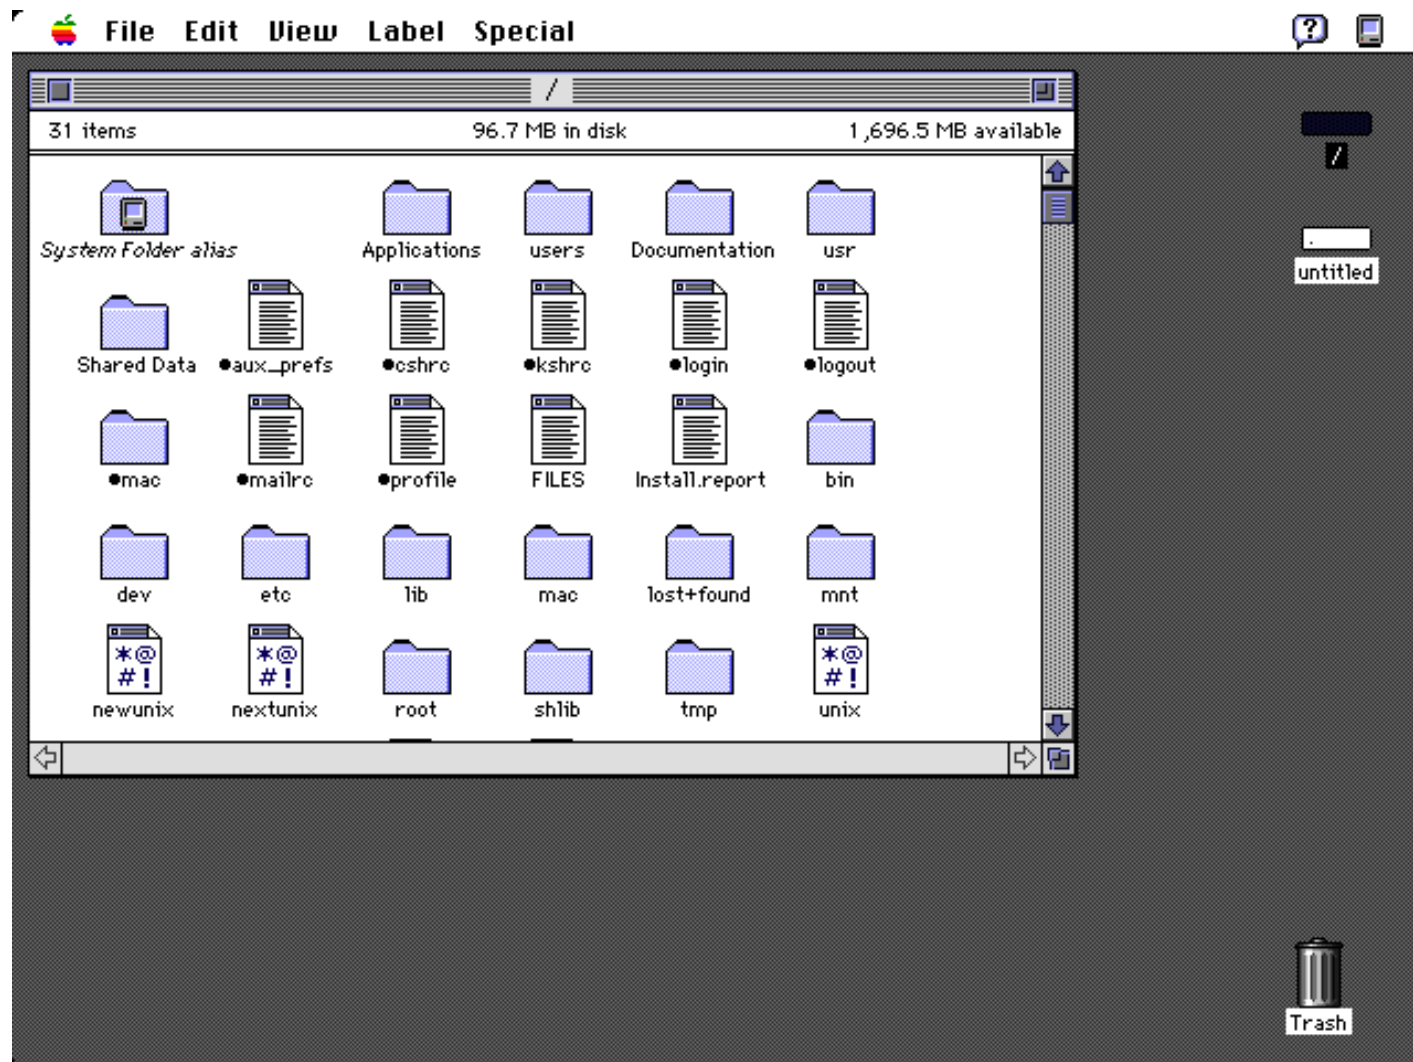 File Edit View Label Special
/
31 items 96.7 MB in disk 1,696.5 MB available
/
System Folder alias Applications users Documentation usr
untitled
Shared Data •aux_prefs •cshrc •kshrc •login •logout
•mac •mailrc •profile FILES Install.report bin
dev etc lib mac lost+found mnt
*@ *@ *@
#! #! #!
newunix nextunix root shlib tmp unix
Trash